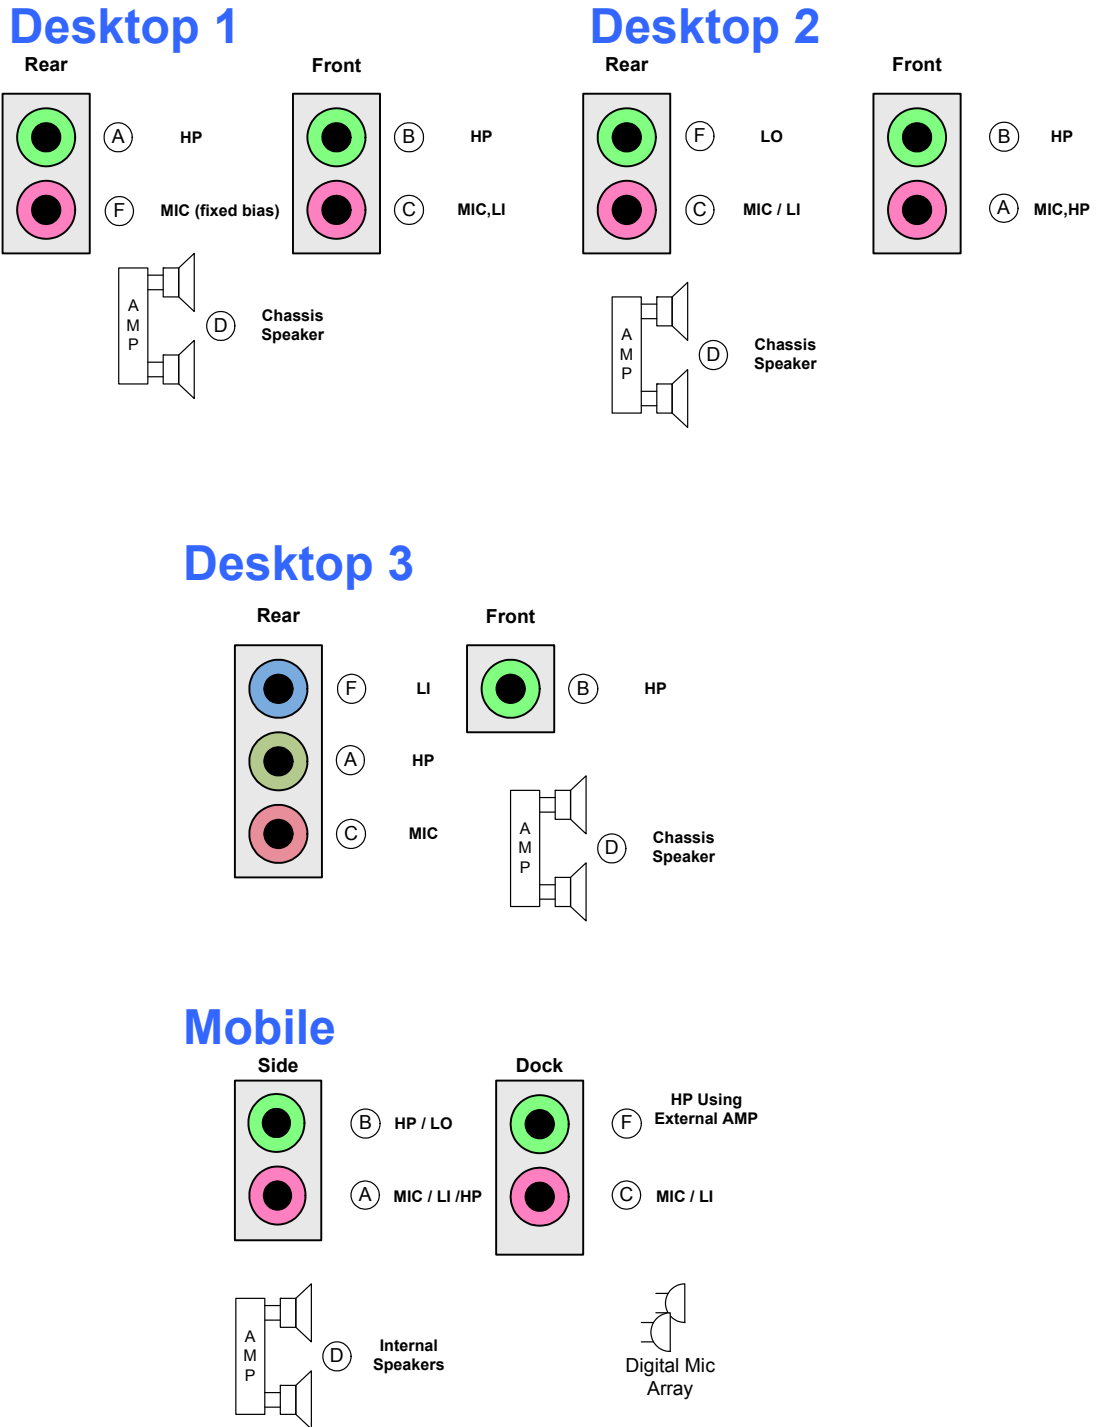 Desktop 1
Rear
Front
A
HP
B
HP
F
MIC (fixed bias)
C
MIC,LI
A
M
P
D
Chassis
Speaker
Desktop 2
Rear
Front
F
LO
B
HP
C
MIC / LI
A
MIC,HP
A
M
P
D
Chassis
Speaker
Desktop 3
Rear
Front
F
LI
B
HP
A
HP
C
MIC
A
M
P
D
Chassis
Speaker
Mobile
Side
Dock
B
HP / LO
F
HP Using
External AMP
A
MIC / LI /HP
C
MIC / LI
A
M
P
D
Internal
Speakers
Digital Mic
Array